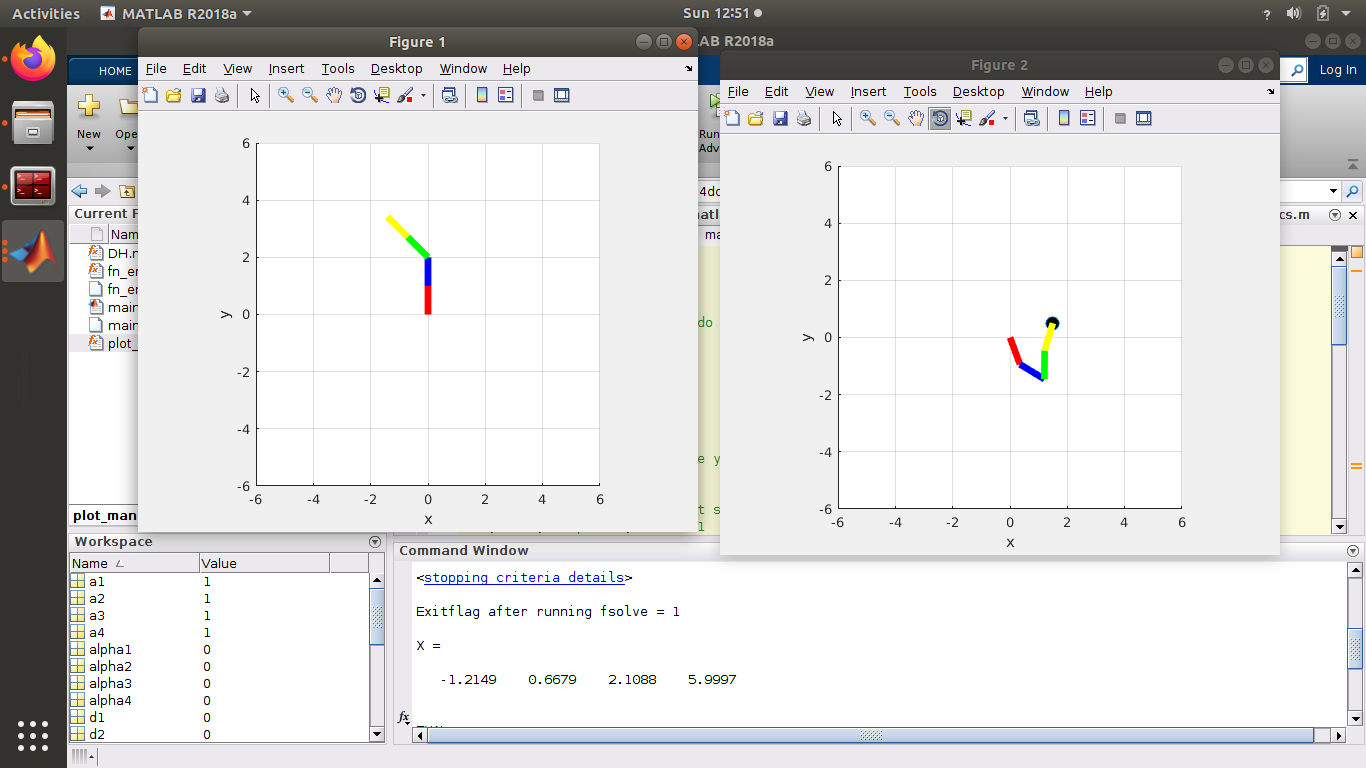 Activities MATLAB R2018a Sun 12:51
Figure 1
AB R2018a
Figure 2
HOME
Log In
File Edit View Insert Tools Desktop Window Help
File Edit View Insert Tools Desktop Window Help
New
Ope
Run
Adv
4do
Current F
atl
cs.m
Nam
ma
DH.m
fn_er
fn_er
main
main
plot_
6
4
2
0
-2
-4
-6
-6 -4 -2 0 2 4 6
x
y
6
4
2
0
-2
-4
-6
-6 -4 -2 0 2 4 6
x
y
do
e y
t s
l
plot_man
Workspace
Name Value
a1 1
a2 1
a3 1
a4 1
alpha1 0
alpha2 0
alpha3 0
alpha4 0
d1 0
d2 0
Command Window
<stopping criteria details>
Exitflag after running fsolve = 1
X =
-1.2149 0.6679 2.1088 5.9997
fx